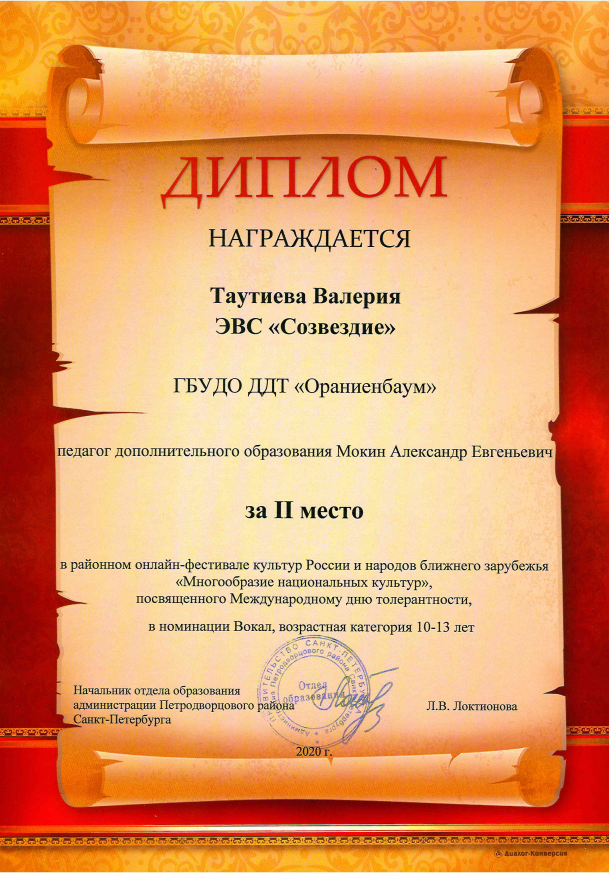 ДИПЛОМ
НАГРАЖДАЕТСЯ
Таутиева Валерия
ЭВС «Созвездие»
ГБУДО ДДТ «Ораниенбаум»
педагог дополнительного образования Мокин Александр Евгеньевич
за II место
в районном онлайн-фестивале культур России и народов ближнего зарубежья
«Многообразие национальных культур»,
посвященного Международному дню толерантности,
в номинации Вокал, возрастная категория 10-13 лет
Начальник отдела образования
администрации Петродворцового района
Санкт-Петербурга
Л.В. Локтионова
Отдел
образования
2020 г.
Диалог-Конверсия